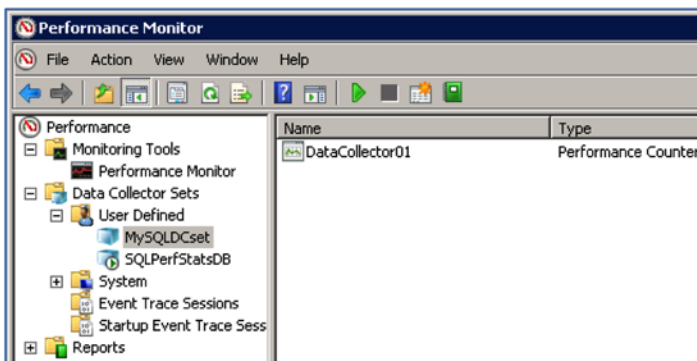 Performance Monitor
File Action View Window Help
Performance
Monitoring Tools
Performance Monitor
Data Collector Sets
User Defined
MySQLDCset
SQLPerfStatsDB
System
Event Trace Sessions
Startup Event Trace Sess
Reports
Name Type
DataCollector01 Performance Counter